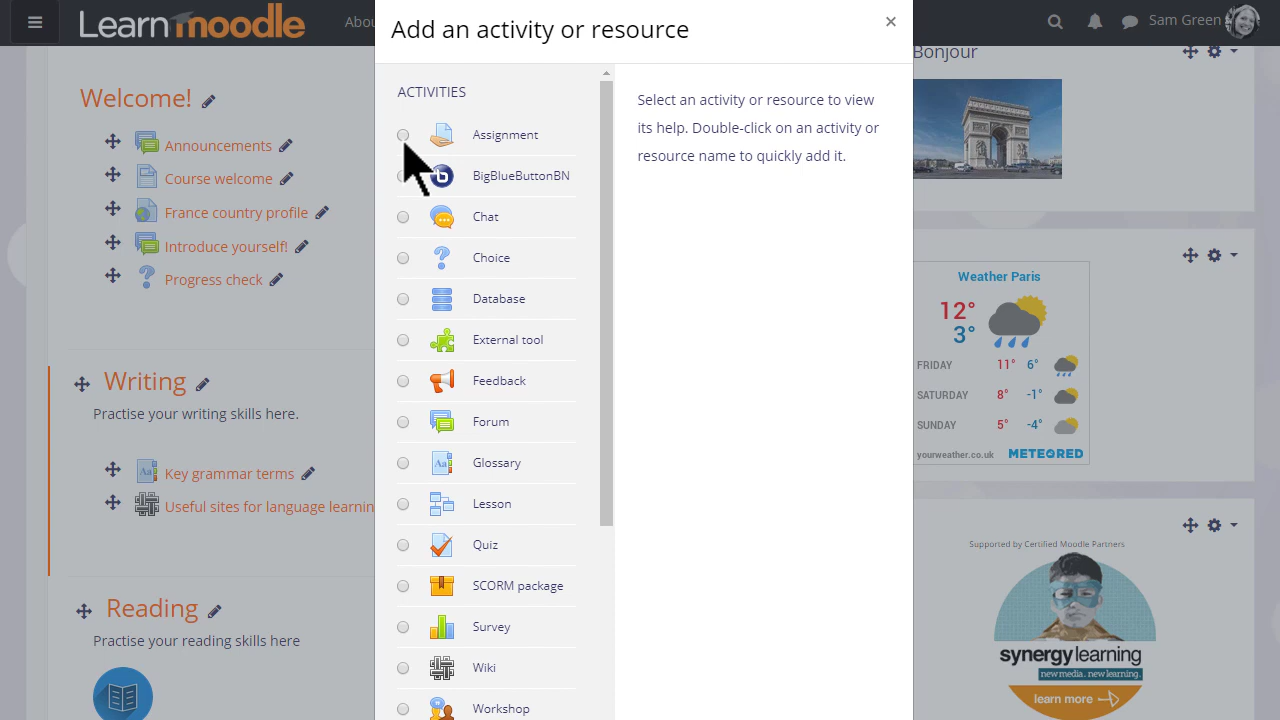 Learn moodle
Abou
Add an activity or resource
×
Sam Green
Welcome!
Announcements
Course welcome
France country profile
Introduce yourself!
Progress check
Writing
Practise your writing skills here.
Key grammar terms
Useful sites for language learnin
Reading
Practise your reading skills here
ACTIVITIES
Assignment
BigBlueButtonBN
Chat
Choice
Database
External tool
Feedback
Forum
Glossary
Lesson
Quiz
SCORM package
Survey
Wiki
Workshop
Select an activity or resource to view
its help. Double-click on an activity or
resource name to quickly add it.
Bonjour
Weather Paris
12°
3°
FRIDAY 11° 6°
SATURDAY 8° -1°
SUNDAY 5° -4°
yourweather.co.uk METEORED
Supported by Certified Moodle Partners
synergy learning
new media. new learning.
learn more